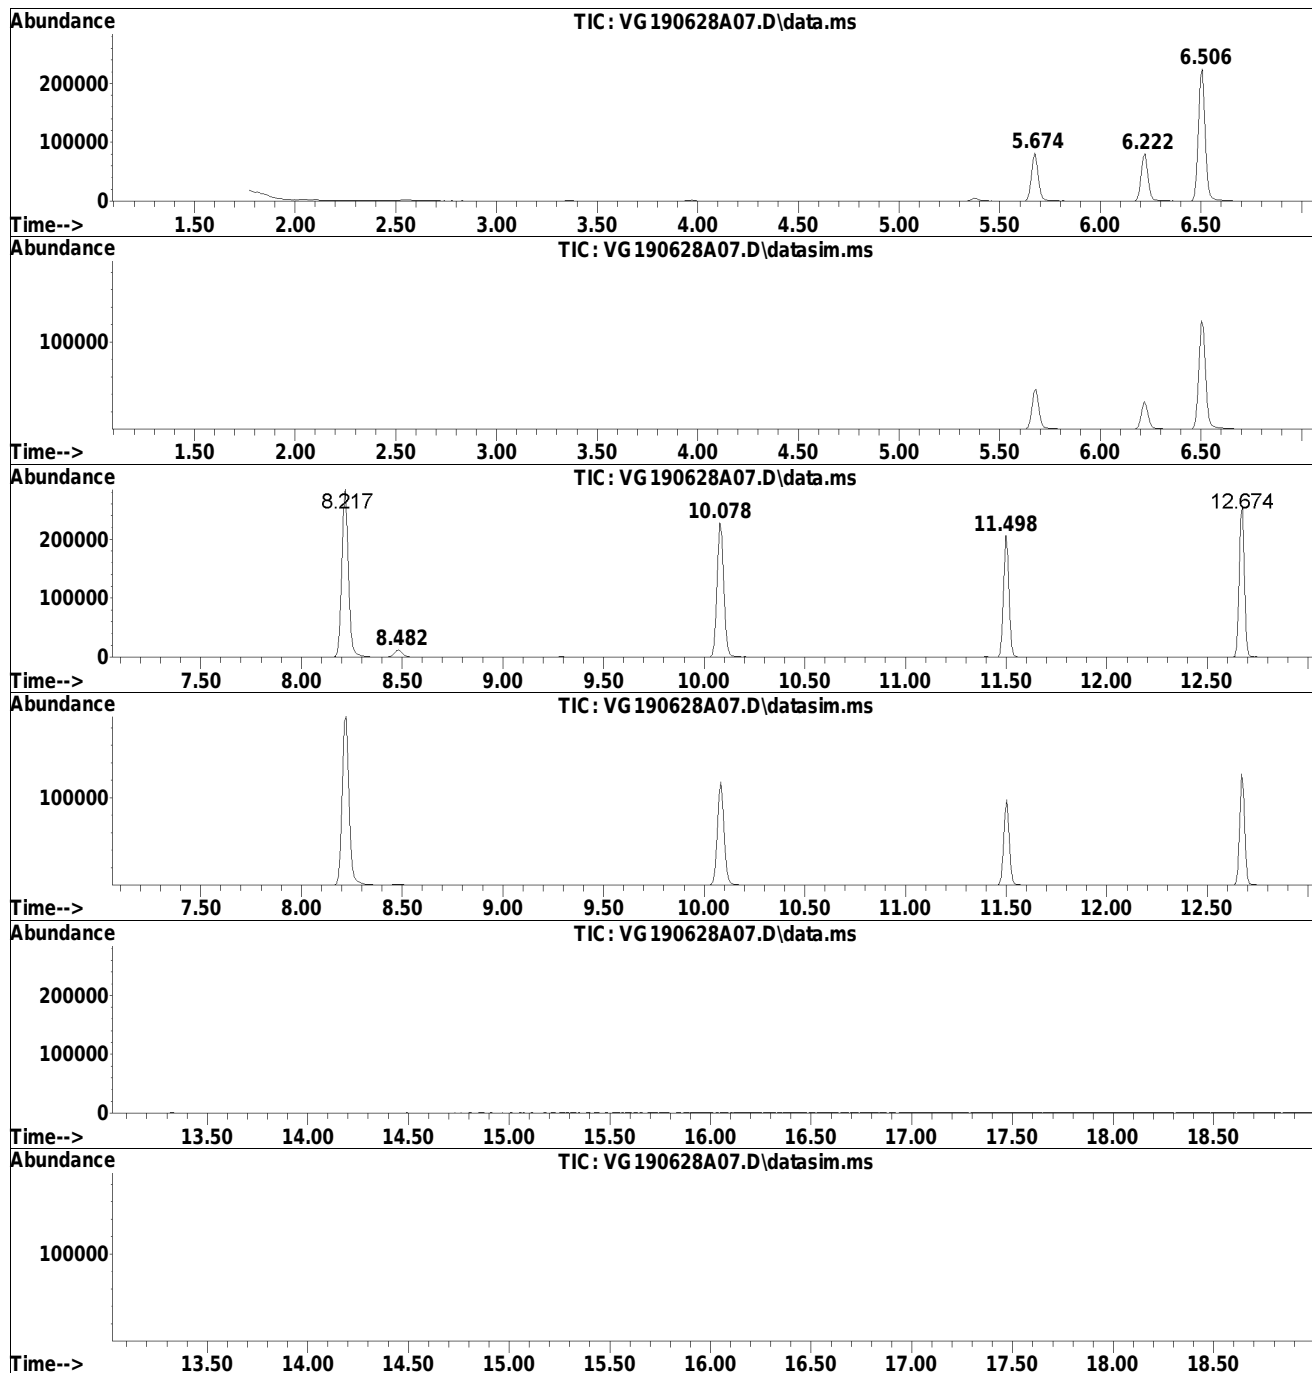 Abundance TIC: VG190628A07.D\data.ms
6.506
200000
5.674 6.222
100000
0
Time--> 1.50 2.00 2.50 3.00 3.50 4.00 4.50 5.00 5.50 6.00 6.50
Abundance TIC: VG190628A07.D\datasim.ms
100000
Time--> 1.50 2.00 2.50 3.00 3.50 4.00 4.50 5.00 5.50 6.00 6.50
Abundance TIC: VG190628A07.D\data.ms
8.217 10.078 11.498 12.674
200000
100000
8.482
0
Time--> 7.50 8.00 8.50 9.00 9.50 10.00 10.50 11.00 11.50 12.00 12.50
Abundance TIC: VG190628A07.D\datasim.ms
100000
Time--> 7.50 8.00 8.50 9.00 9.50 10.00 10.50 11.00 11.50 12.00 12.50
Abundance TIC: VG190628A07.D\data.ms
200000
100000
0
Time--> 13.50 14.00 14.50 15.00 15.50 16.00 16.50 17.00 17.50 18.00 18.50
Abundance TIC: VG190628A07.D\datasim.ms
100000
Time--> 13.50 14.00 14.50 15.00 15.50 16.00 16.50 17.00 17.50 18.00 18.50